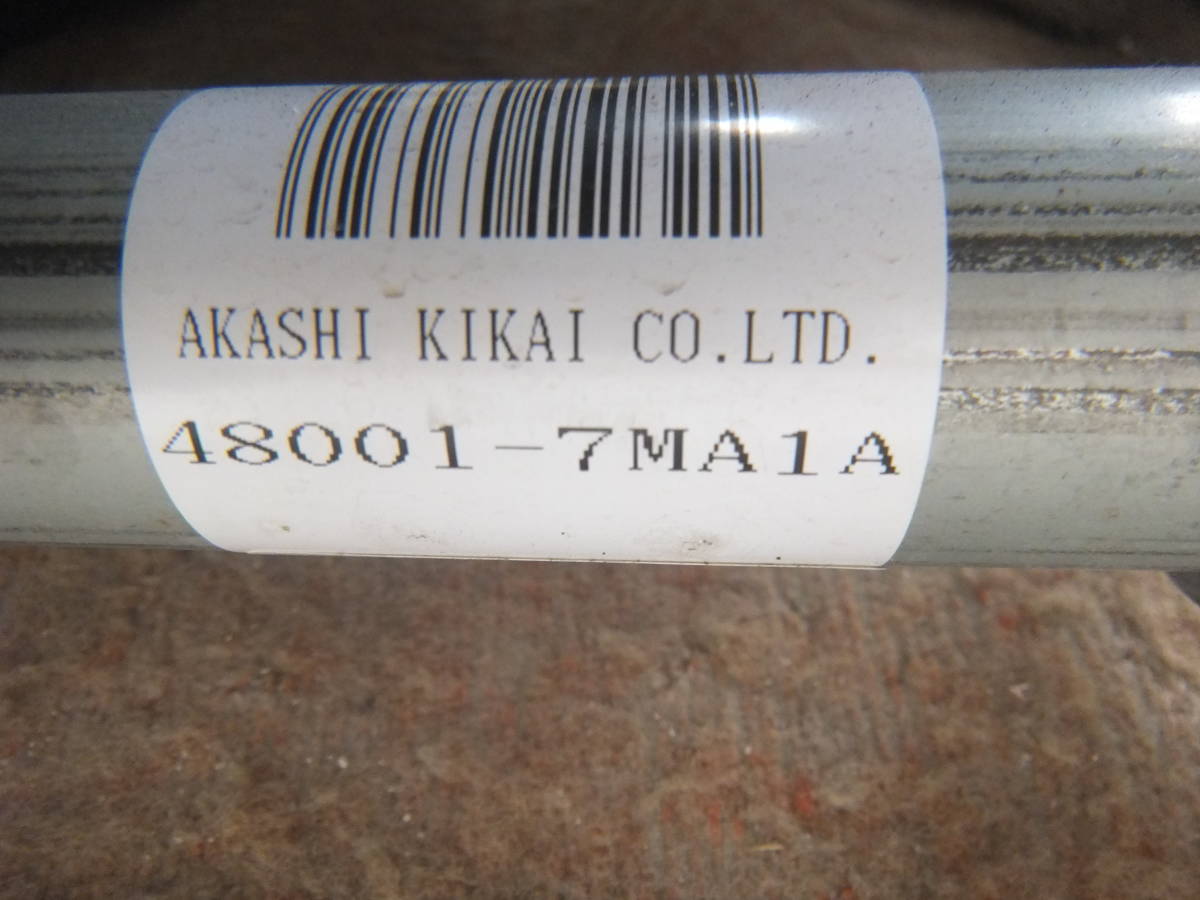 AKASHI KIKAI CO.LTD.
48001-7MA1A